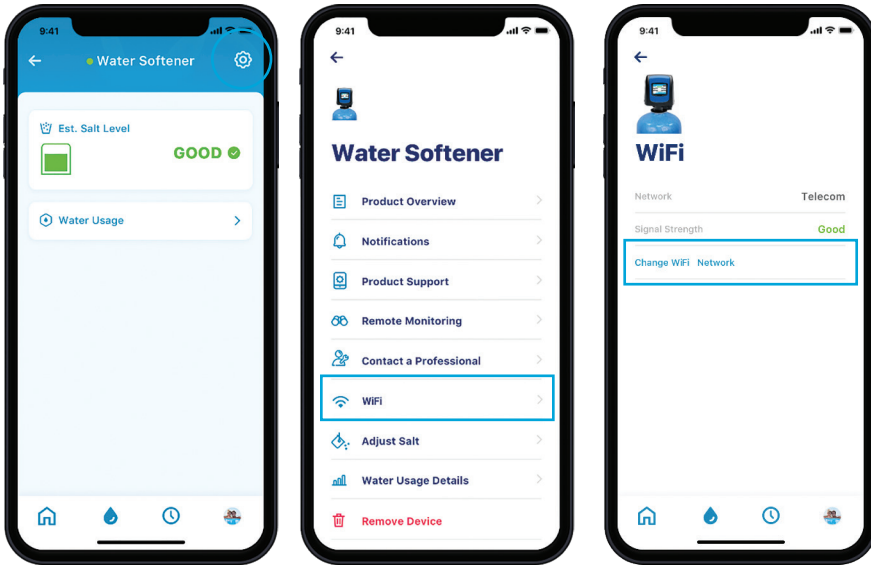 9:41
Water Softener
Est. Salt Level
GOOD
Water Usage
9:41
Water Softener
Product Overview
Notifications
Product Support
Remote Monitoring
Contact a Professional
WiFi
Adjust Salt
Water Usage Details
Remove Device
9:41
WiFi
Network Telecom
Signal Strength Good
Change WiFi Network